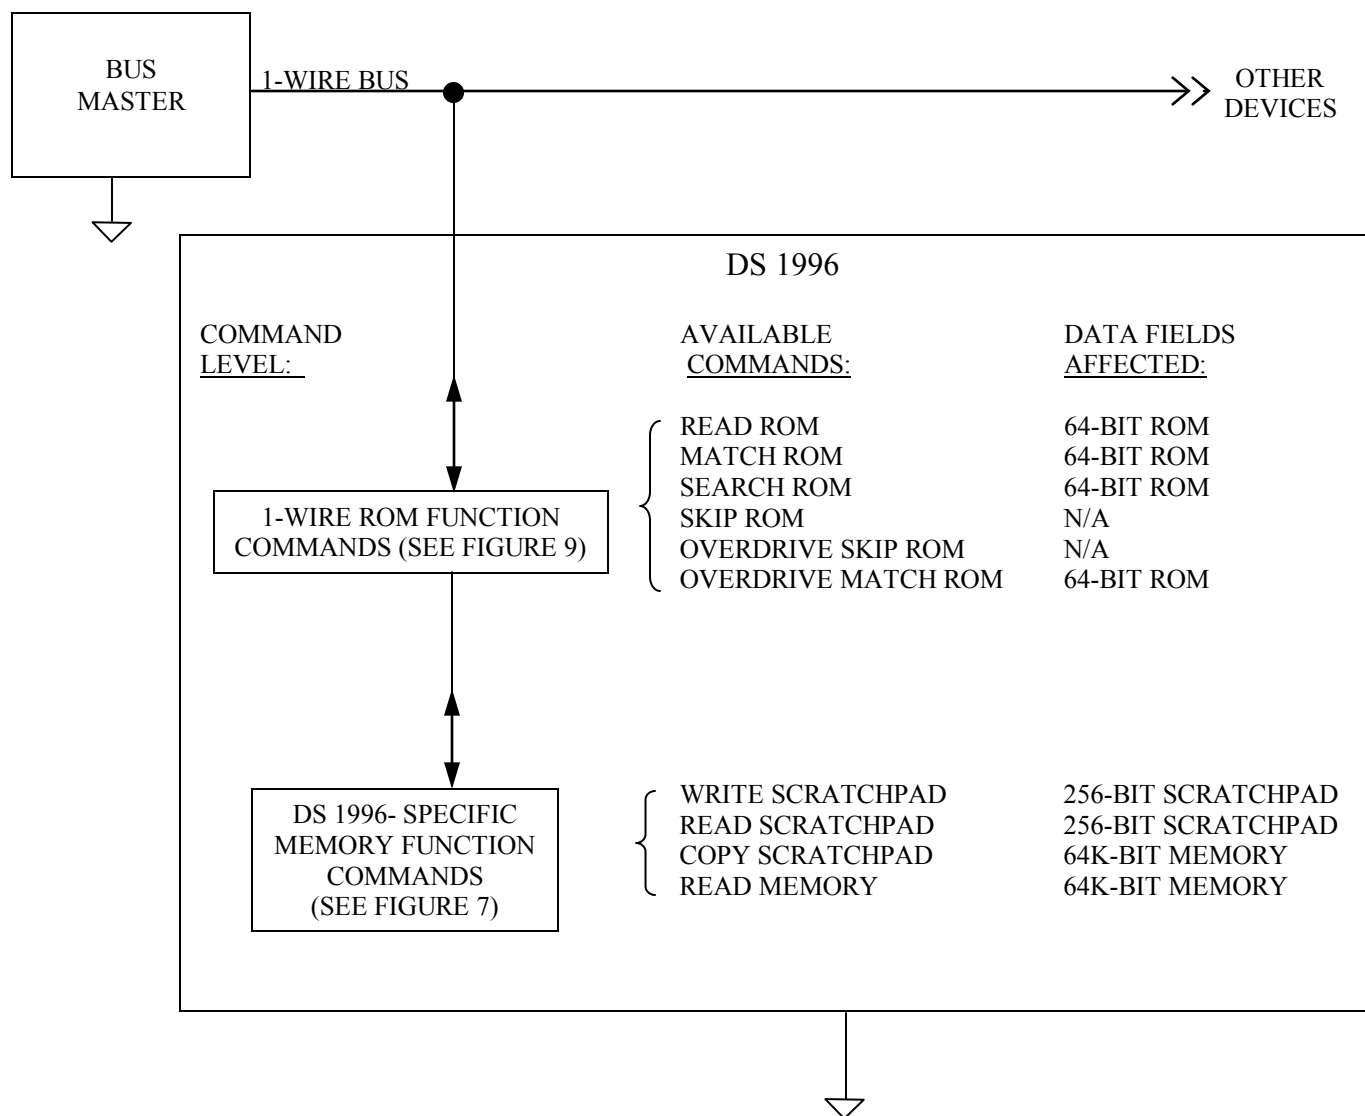 BUS
MASTER
1-WIRE BUS
OTHER
DEVICES
DS 1996
COMMAND
LEVEL:
AVAILABLE
COMMANDS:
DATA FIELDS
AFFECTED:
READ ROM 64-BIT ROM
MATCH ROM 64-BIT ROM
SEARCH ROM 64-BIT ROM
SKIP ROM N/A
OVERDRIVE SKIP ROM N/A
OVERDRIVE MATCH ROM 64-BIT ROM
1-WIRE ROM FUNCTION
COMMANDS (SEE FIGURE 9)
WRITE SCRATCHPAD 256-BIT SCRATCHPAD
READ SCRATCHPAD 256-BIT SCRATCHPAD
COPY SCRATCHPAD 64K-BIT MEMORY
READ MEMORY 64K-BIT MEMORY
DS 1996- SPECIFIC
MEMORY FUNCTION
COMMANDS
(SEE FIGURE 7)